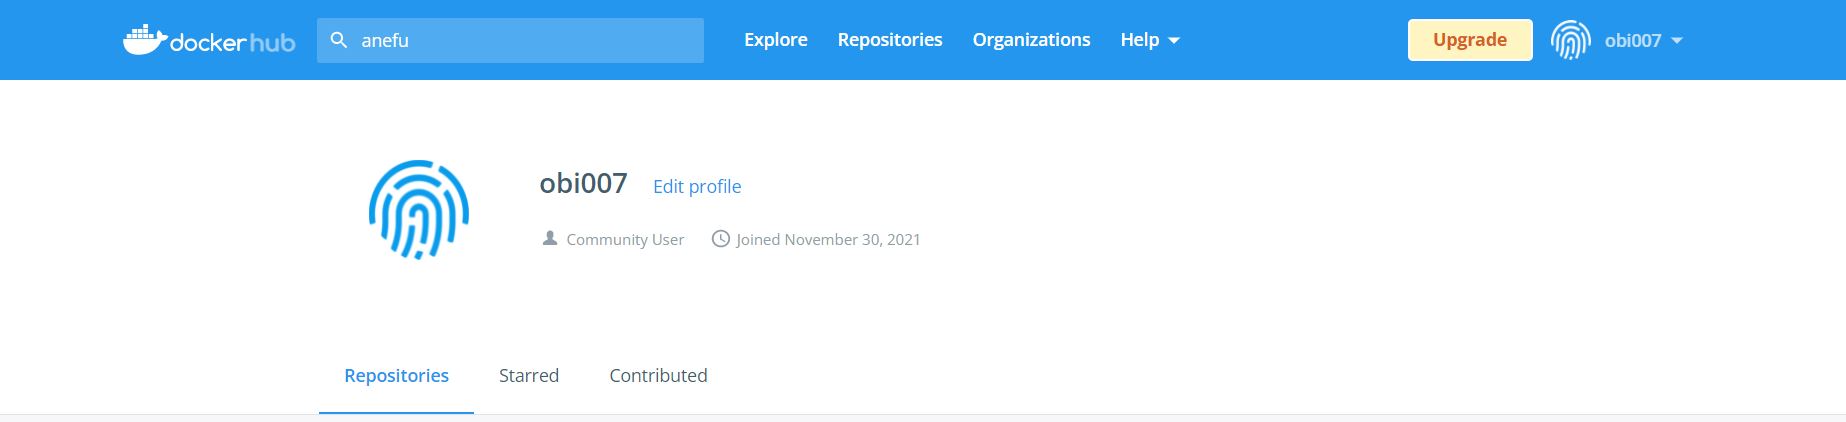 docker hub anefu Explore Repositories Organizations Help Upgrade obi007
obi007 Edit profile
Community User Joined November 30, 2021
Repositories Starred Contributed